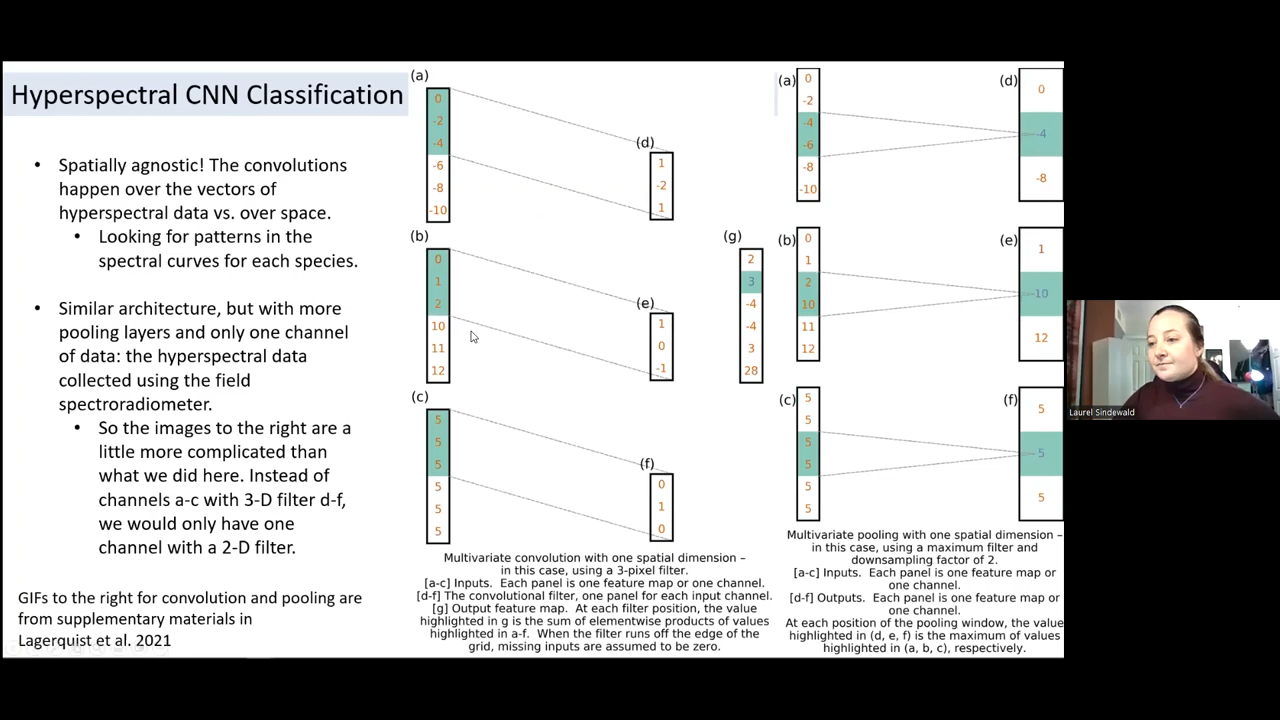 Hyperspectral CNN Classification
• Spatially agnostic! The convolutions
happen over the vectors of
hyperspectral data vs. over space.
• Looking for patterns in the
spectral curves for each species.
• Similar architecture, but with more
pooling layers and only one channel
of data: the hyperspectral data
collected using the field
spectroradiometer.
• So the images to the right are a
little more complicated than
what we did here. Instead of
channels a-c with 3-D filter d-f,
we would only have one
channel with a 2-D filter.
GIFs to the right for convolution and pooling are
from supplementary materials in
Lagerquist et al. 2021
(a)
0
-2
-4
-6
-8
-10
(d)
1
-2
1
(b)
0
1
2
10
11
12
(e)
1
0
-1
(c)
5
5
5
5
5
5
(f)
0
1
0
(g)
2
3
-4
-4
3
28
Multivariate convolution with one spatial dimension –
in this case, using a 3-pixel filter.
[a-c] Inputs. Each panel is one feature map or one channel.
[d-f] The convolutional filter, one panel for each input channel.
[g] Output feature map. At each filter position, the value
highlighted in g is the sum of elementwise products of values
highlighted in a-f. When the filter runs off the edge of the
grid, missing inputs are assumed to be zero.
(a)
0
-2
-4
-6
-8
-10
(d)
0
-4
-8
(b)
0
1
2
10
11
12
(e)
1
10
12
(c)
5
5
5
5
5
5
(f)
5
5
5
Multivariate pooling with one spatial dimension –
in this case, using a maximum filter and
downsampling factor of 2.
[a-c] Inputs. Each panel is one feature map or
one channel.
[d-f] Outputs. Each panel is one feature map or
one channel.
At each position of the pooling window, the value
highlighted in (d, e, f) is the maximum of values
highlighted in (a, b, c), respectively.
Laurel Sindewald